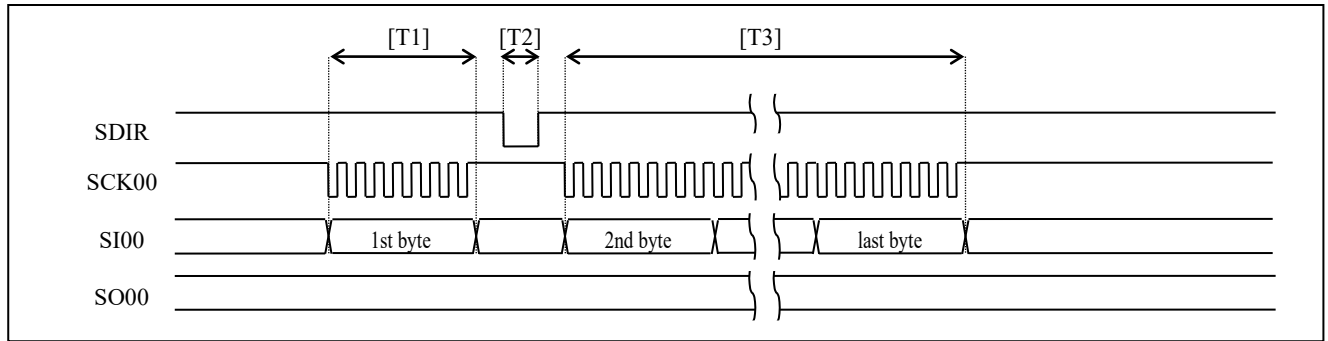 [T1] [T2] [T3]
SDIR
SCK00
SI00 1st byte 2nd byte last byte
SO00